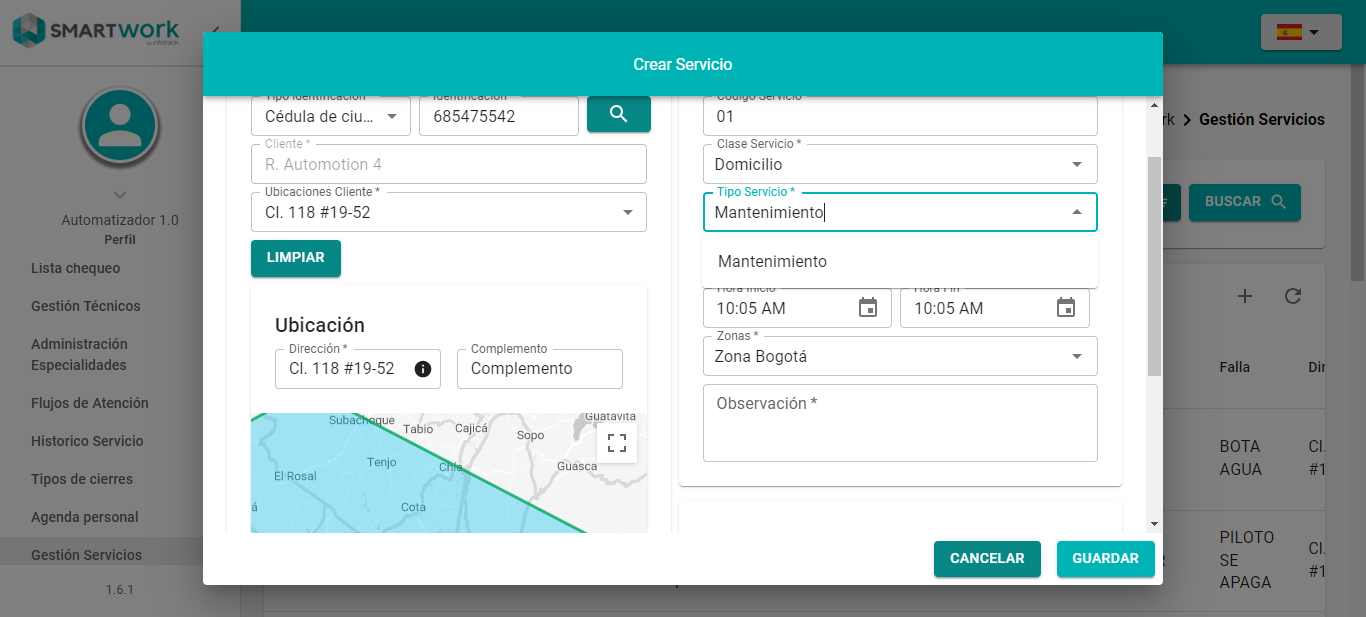 SMARTWORK
by infotrack
Crear Servicio
Automatizador 1.0
Perfil
Lista chequeo
Gestión Técnicos
Administración
Especialidades
Flujos de Atención
Historico Servicio
Tipos de cierres
Agenda personal
Gestión Servicios
1.6.1
Tipo Identificación
Cédula de ciu...
Identificación
685475542
Cliente *
R. Automotion 4
Ubicaciones Cliente *
Cl. 118 #19-52
LIMPIAR
Ubicación
Dirección *
Cl. 118 #19-52
Complemento
Complemento
Subachoque
Tabio
Cajicá
Sopo
Guatavita
El Rosal
Tenjo
Chía
Guasca
Cota
Código Servicio
01
Clase Servicio *
Domicilio
Tipo Servicio *
Mantenimiento
Mantenimiento
Hora Inicio
10:05 AM
Hora Fin
10:05 AM
Zonas *
Zona Bogotá
Observación *
CANCELAR
GUARDAR
rk > Gestión Servicios
BUSCAR
Falla
Dir
BOTA
AGUA
Cl.
#1
PILOTO
SE
APAGA
Cl.
#1